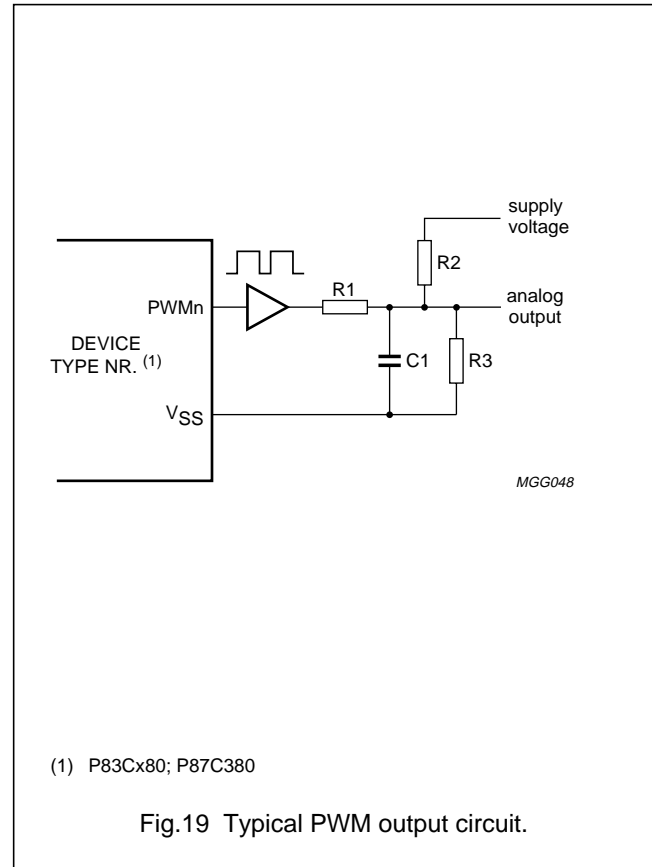 supply
voltage
R2
R1
PWMn
analog
output
DEVICE
TYPE NR. (1)
C1
R3
VSS
MGG048
(1) P83Cx80; P87C380
Fig.19 Typical PWM output circuit.